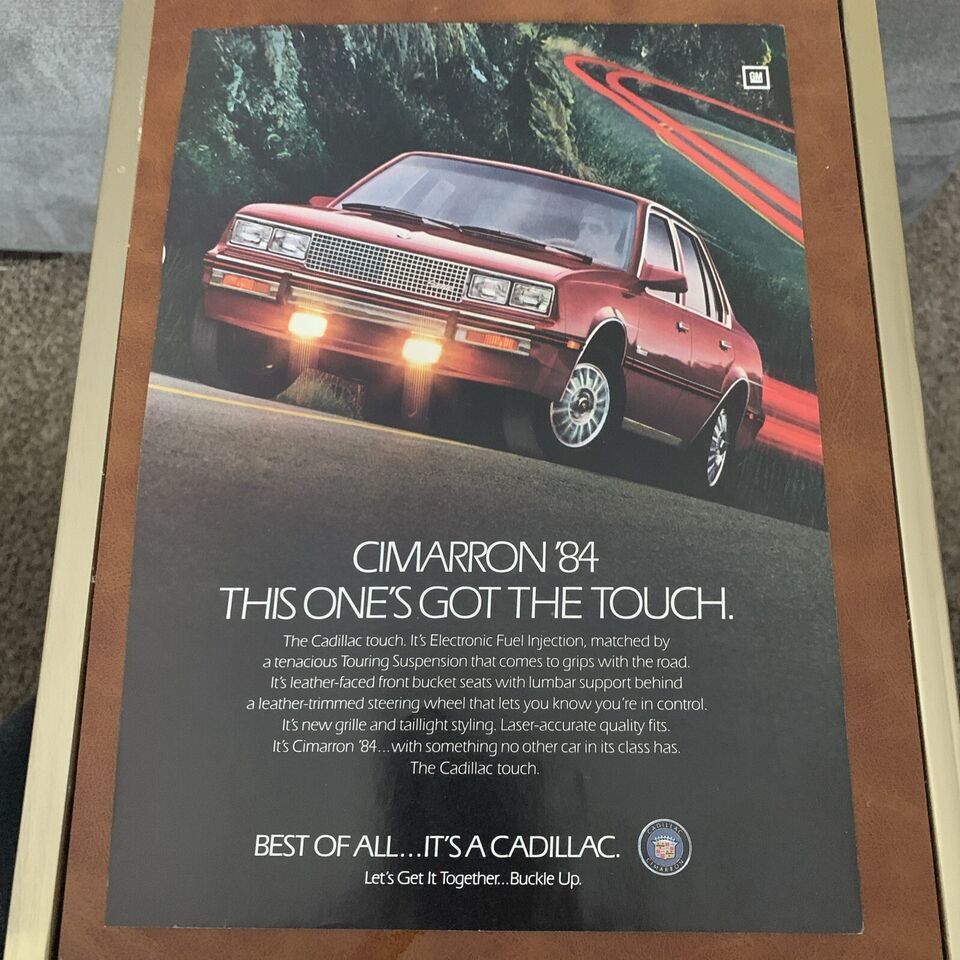 GM
CIMARRON '84
THIS ONE'S GOT THE TOUCH.
The Cadillac touch. It's Electronic Fuel Injection, matched by
a tenacious Touring Suspension that comes to grips with the road.
It's leather-faced front bucket seats with lumbar support behind
a leather-trimmed steering wheel that lets you know you're in control.
It's new grille and taillight styling. Laser-accurate quality fits.
It's Cimarron '84...with something no other car in its class has.
The Cadillac touch.
BEST OF ALL...IT'S A CADILLAC.
CADILLAC
CIMARRON
Let's Get It Together...Buckle Up.